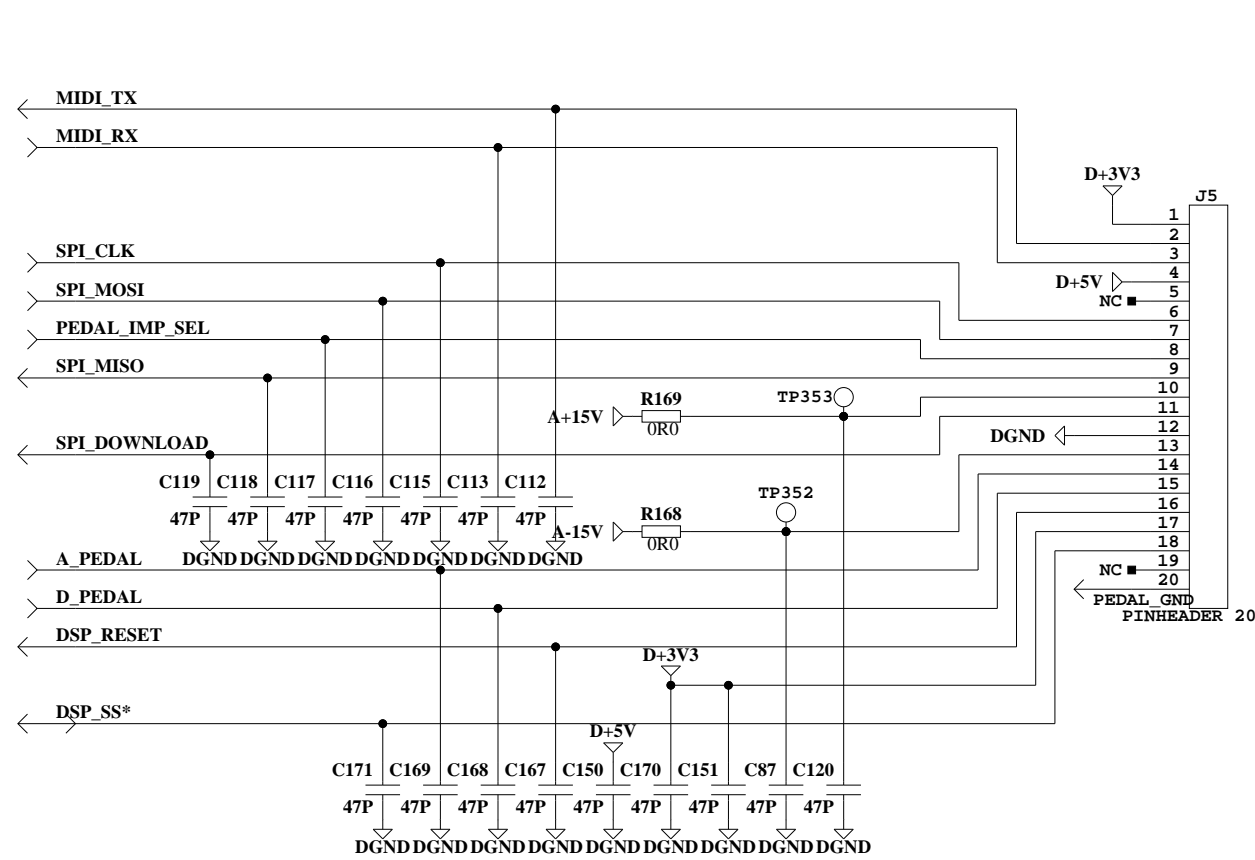 MIDI_TX
MIDI_RX
D+3V3
J5
1
2
3
SPI_CLK
4
D+5V
5
SPI_MOSI
NC
6
PEDAL_IMP_SEL
7
8
SPI_MISO
9
10
R169
TP353
11
A+15V
0R0
12
SPI_DOWNLOAD
DGND
13
14
C119 C118 C117 C116 C115 C113 C112
15
TP352
16
47P 47P 47P 47P 47P 47P 47P
R168
17
A-15V
0R0
18
DGND DGND DGND DGND DGND DGND DGND
A_PEDAL
19
NC
20
D_PEDAL
PEDAL_GND
PINHEADER 20
DSP_RESET
D+3V3
DSP_SS*
D+5V
C171 C169 C168 C167 C150 C170 C151 C87 C120
47P 47P 47P 47P 47P 47P 47P 47P 47P
DGND DGND DGND DGND DGND DGND DGND DGND DGND